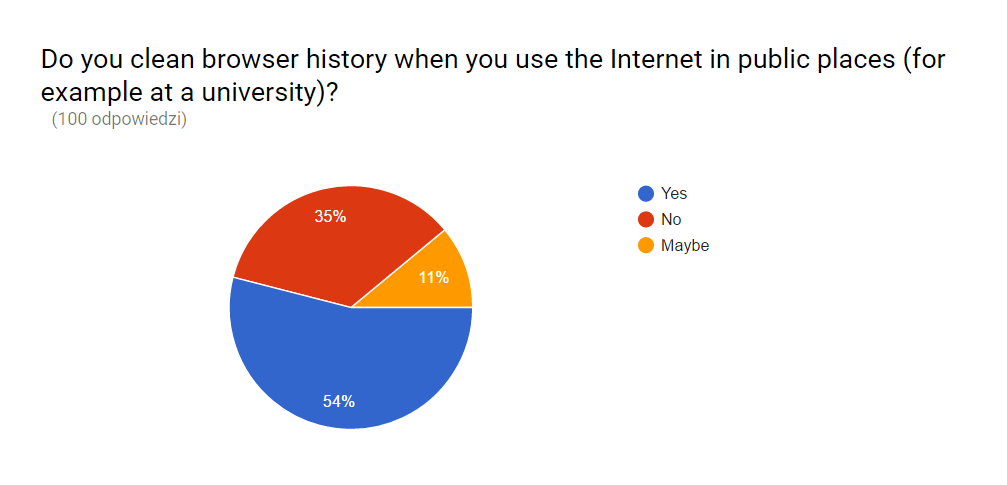 Do you clean browser history when you use the Internet in public places (for
example at a university)?
(100 odpowiedzi)
Yes
No
Maybe
35%
11%
54%